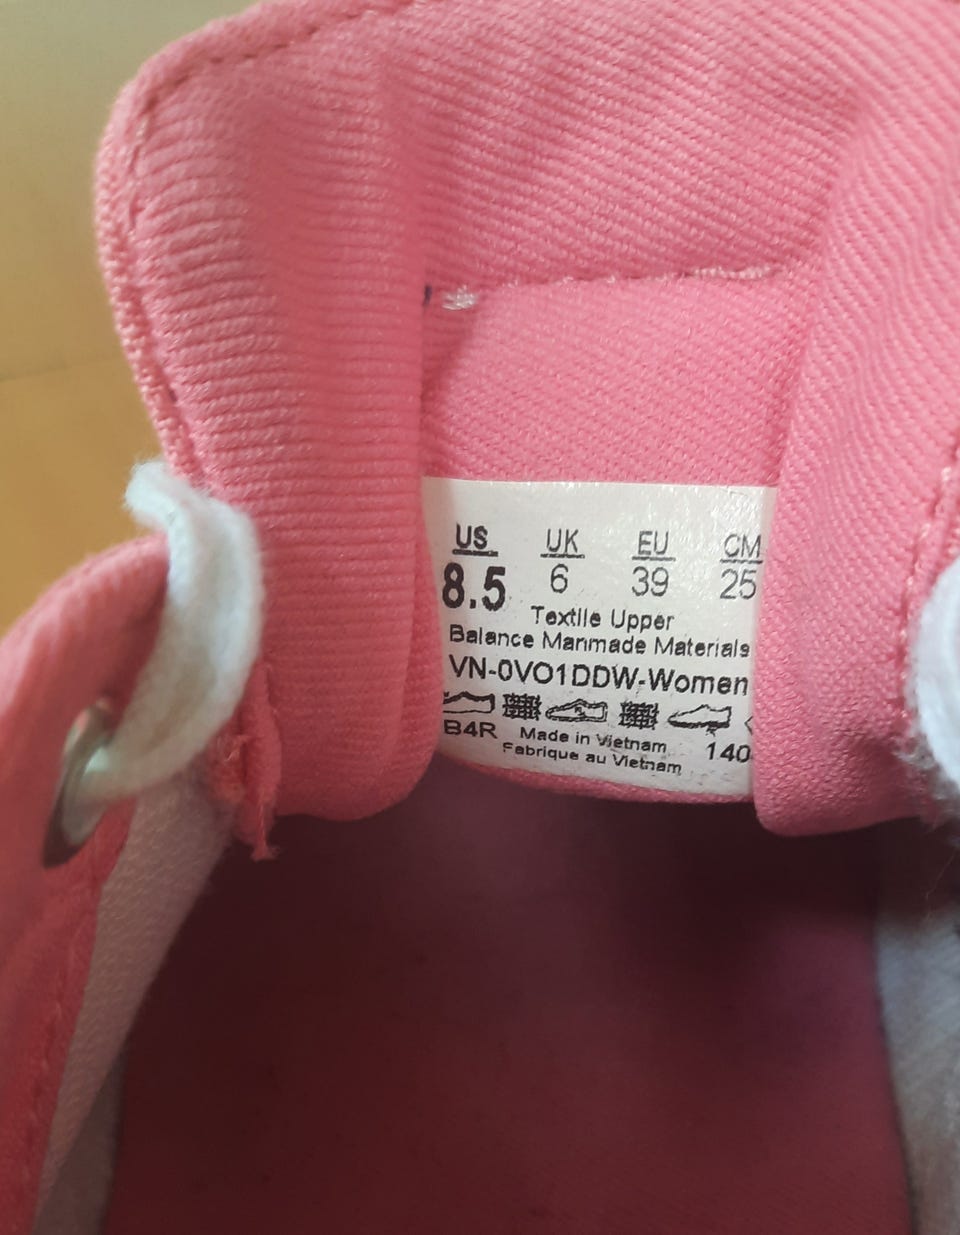 US UK EU CM
8.5 6 39 25
Textile Upper
Balance Manmade Materials
VN-0VO1DDW-Women
B4R Made in Vietnam 140
Fabrique au Vietnam